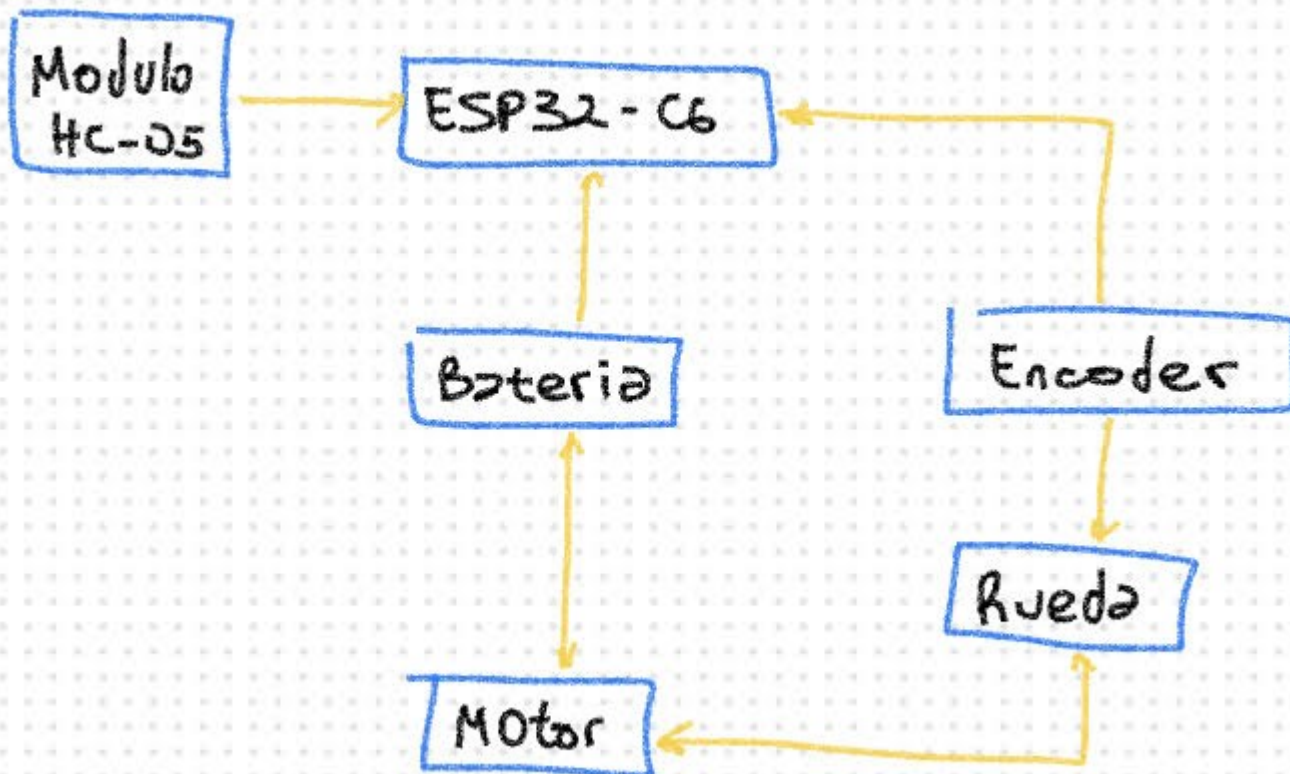 Modulo
HC-05
ESP32-C6
Bateria
Encoder
Rueda
MOtor